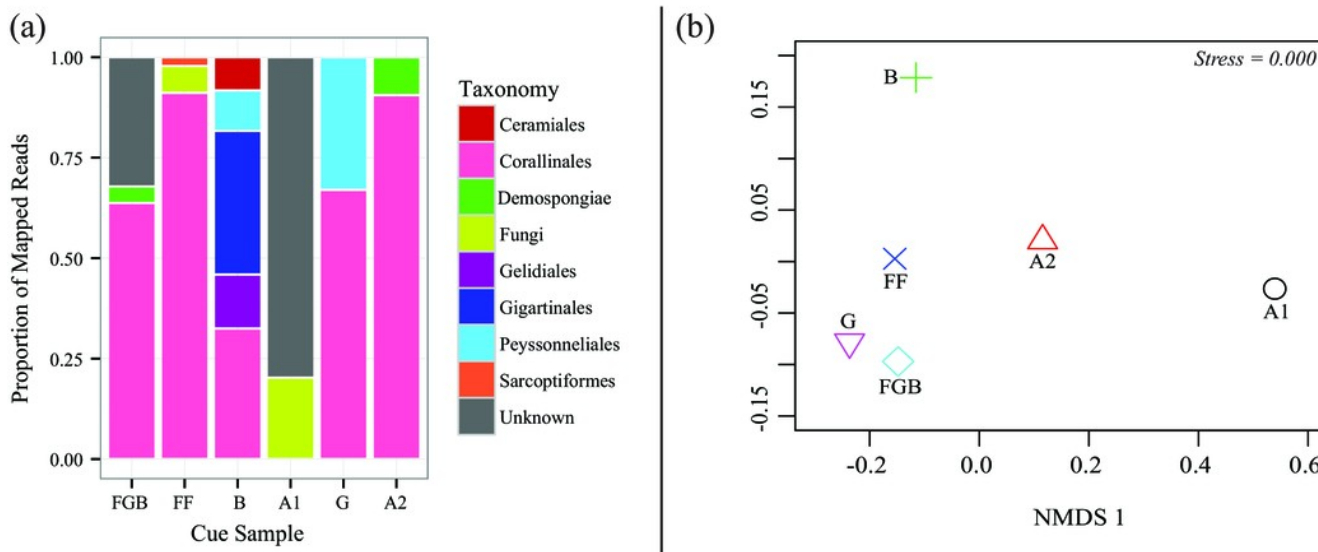 (a)
Proportion of Mapped Reads
1.00
0.75
0.50
0.25
0.00
FGB FF B A1 G A2
Cue Sample
Taxonomy
Ceramiales
Corallinales
Demospongiae
Fungi
Gelidiales
Gigartinales
Peyssonneliales
Sarcoptiformes
Unknown
(b)
Stress = 0.000
0.15
0.05
-0.05
-0.15
B
FF
A2
A1
G
FGB
-0.2 0.0 0.2 0.4 0.6
NMDS 1